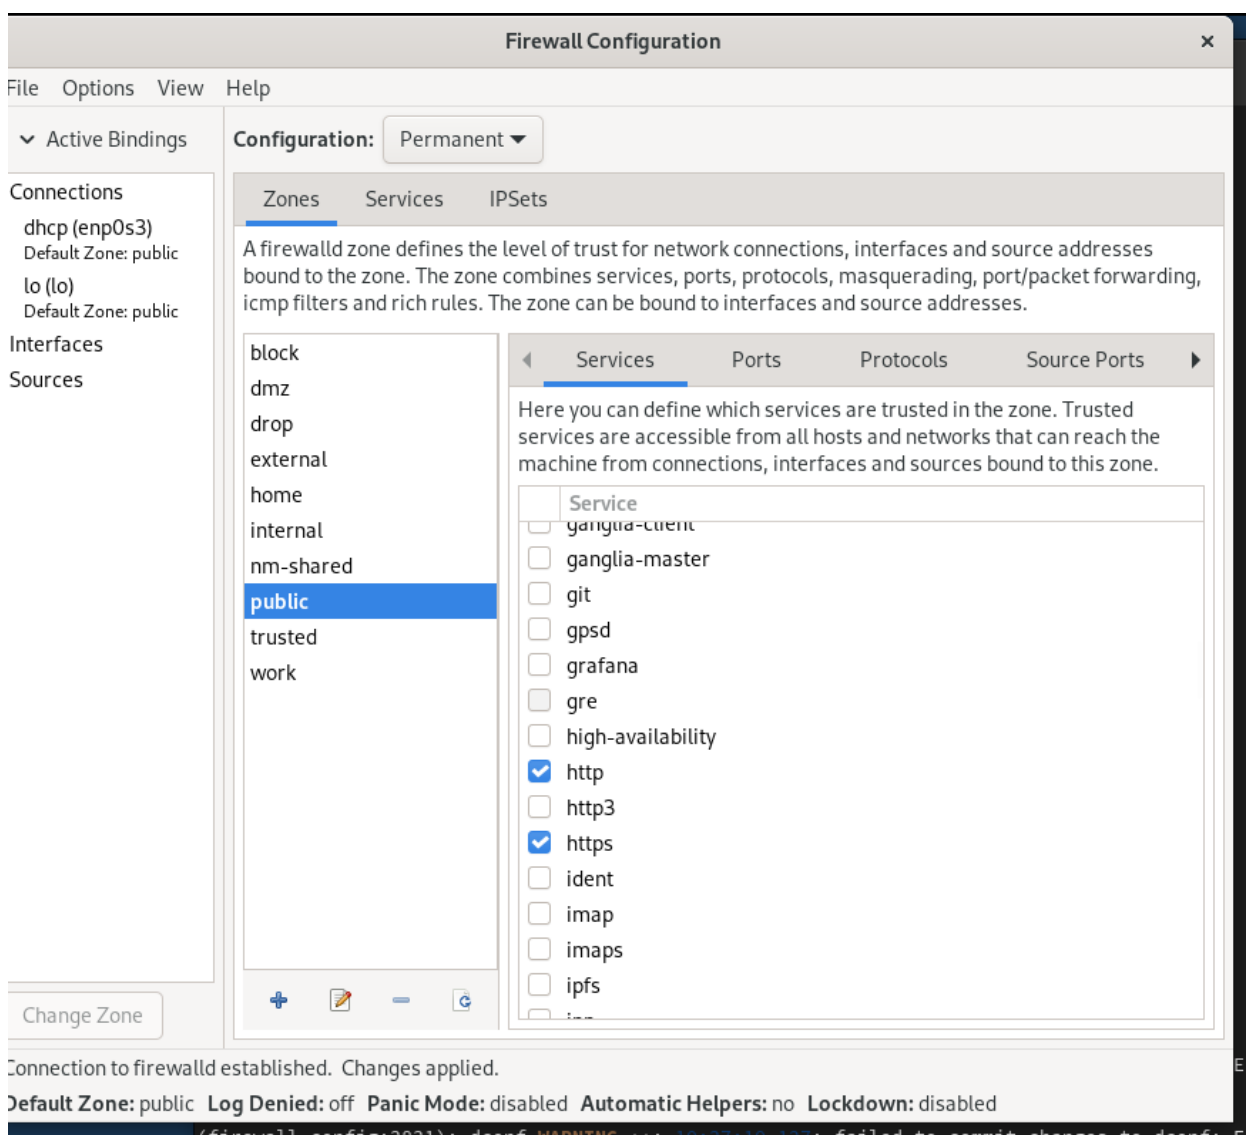 Firewall Configuration
File Options View Help
Active Bindings
Configuration: Permanent
Connections
dhcp (enp0s3)
Default Zone: public
lo (lo)
Default Zone: public
Interfaces
Sources
Zones Services IPSets
A firewalld zone defines the level of trust for network connections, interfaces and source addresses
bound to the zone. The zone combines services, ports, protocols, masquerading, port/packet forwarding,
icmp filters and rich rules. The zone can be bound to interfaces and source addresses.
block
dmz
drop
external
home
internal
nm-shared
public
trusted
work
Services Ports Protocols Source Ports
Here you can define which services are trusted in the zone. Trusted
services are accessible from all hosts and networks that can reach the
machine from connections, interfaces and sources bound to this zone.
Service
ganglia-client
ganglia-master
git
gpsd
grafana
gre
high-availability
http
http3
https
ident
imap
imaps
ipfs
Change Zone
Connection to firewalld established. Changes applied.
Default Zone: public Log Denied: off Panic Mode: disabled Automatic Helpers: no Lockdown: disabled